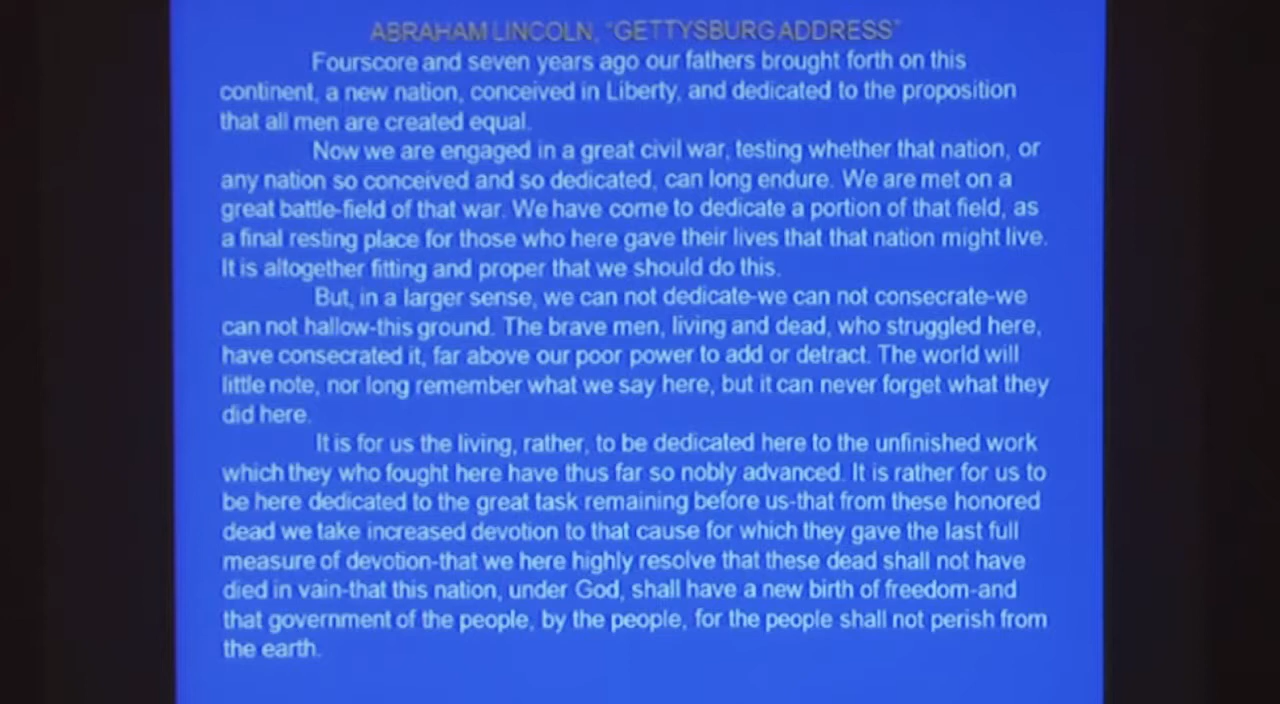 ABRAHAM LINCOLN, "GETTYSBURG ADDRESS"
Fourscore and seven years ago our fathers brought forth on this
continent, a new nation, conceived in Liberty, and dedicated to the proposition
that all men are created equal.
Now we are engaged in a great civil war, testing whether that nation, or
any nation so conceived and so dedicated, can long endure. We are met on a
great battle-field of that war. We have come to dedicate a portion of that field, as
a final resting place for those who here gave their lives that that nation might live.
It is altogether fitting and proper that we should do this.
But, in a larger sense, we can not dedicate-we can not consecrate-we
can not hallow-this ground. The brave men, living and dead, who struggled here,
have consecrated it, far above our poor power to add or detract. The world will
little note, nor long remember what we say here, but it can never forget what they
did here.
It is for us the living, rather, to be dedicated here to the unfinished work
which they who fought here have thus far so nobly advanced. It is rather for us to
be here dedicated to the great task remaining before us-that from these honored
dead we take increased devotion to that cause for which they gave the last full
measure of devotion-that we here highly resolve that these dead shall not have
died in vain-that this nation, under God, shall have a new birth of freedom-and
that government of the people, by the people, for the people shall not perish from
the earth.